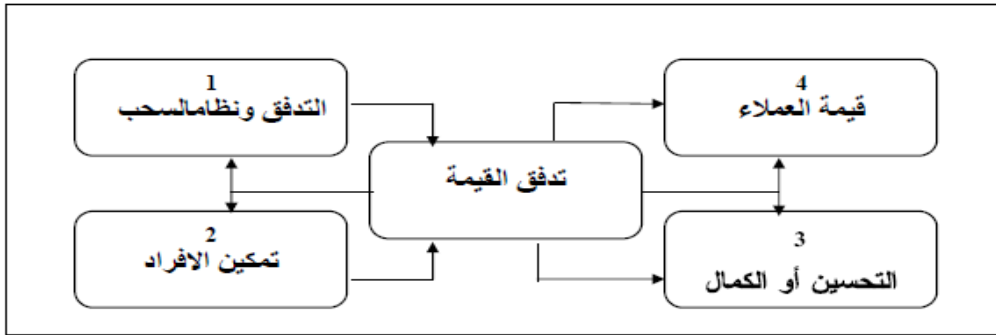 1
التدفق ونظامالسحب
4
قيمة العملاء
تدفق القيمة
2
تمكين الافراد
3
التحسين أو الكمال